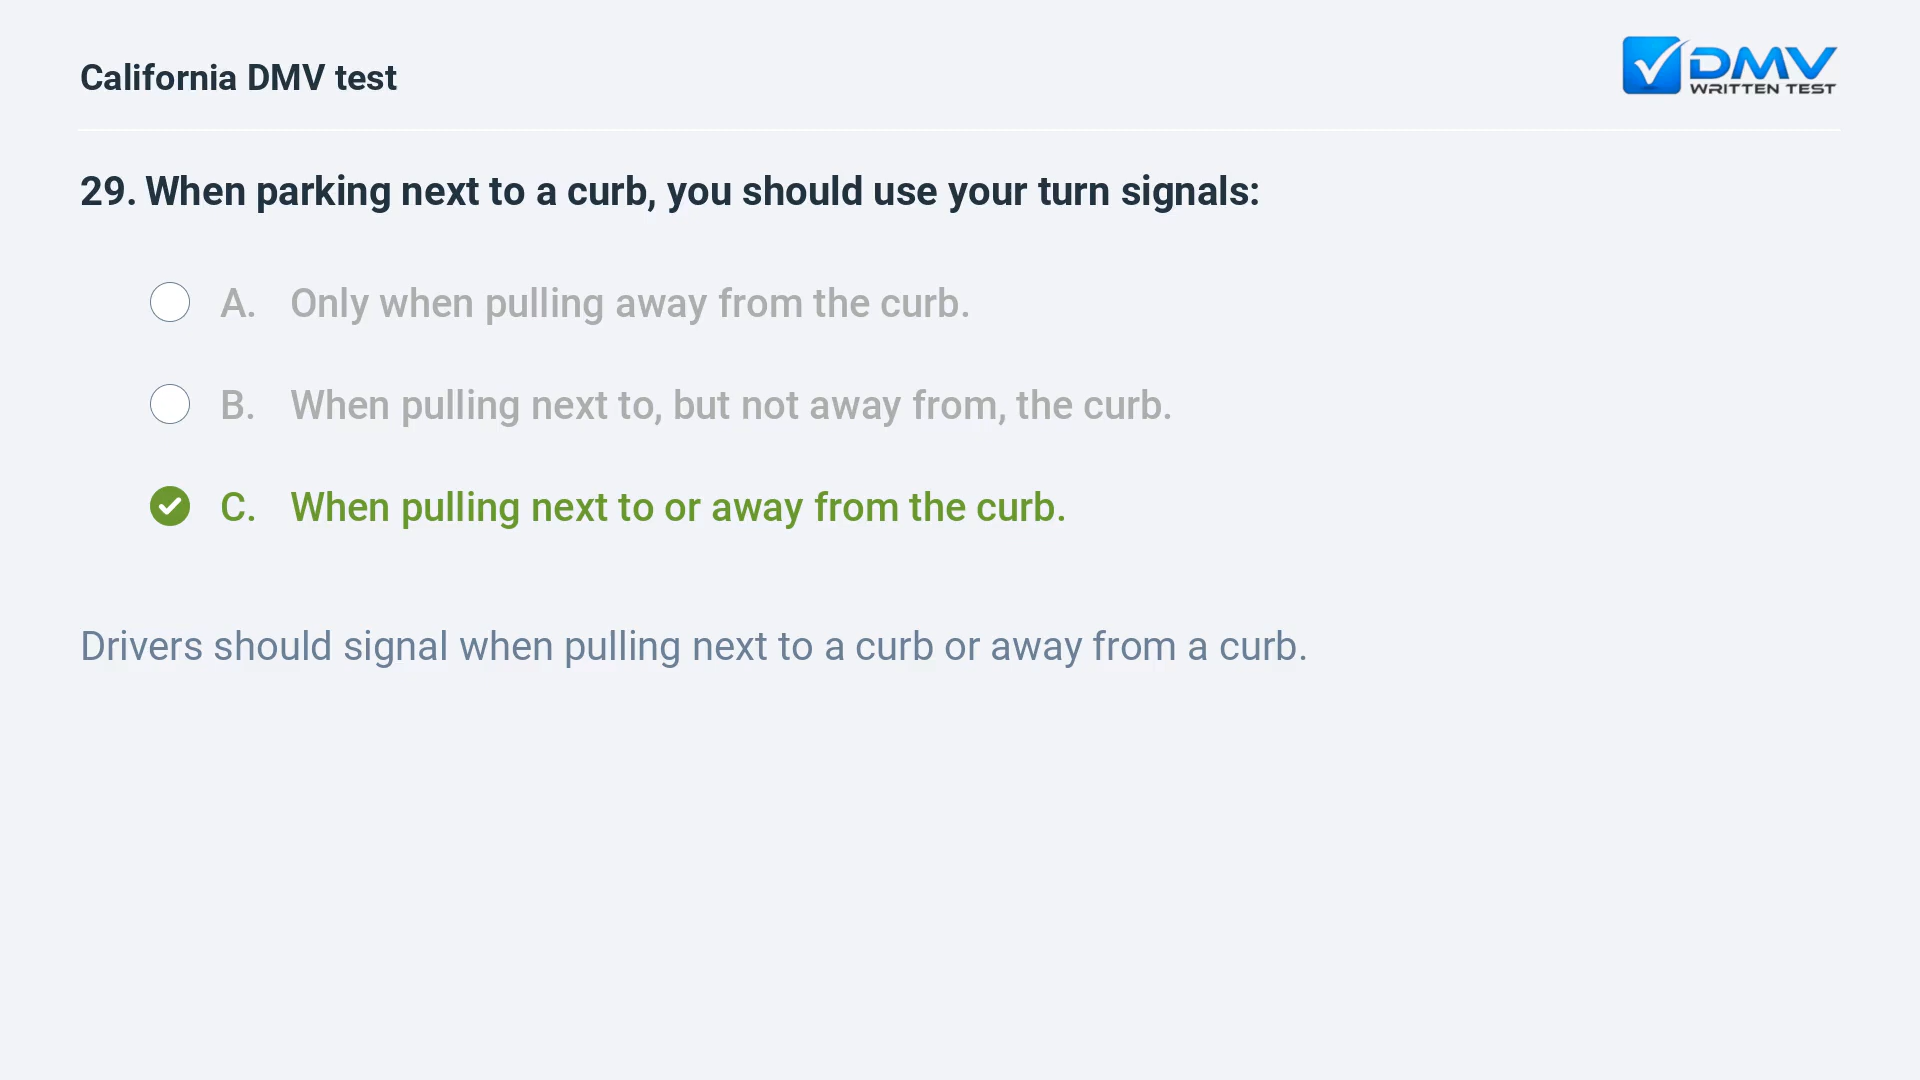 California DMV test
DMV
WRITTEN TEST
29. When parking next to a curb, you should use your turn signals:
A. Only when pulling away from the curb.
B. When pulling next to, but not away from, the curb.
C. When pulling next to or away from the curb.
Drivers should signal when pulling next to a curb or away from a curb.